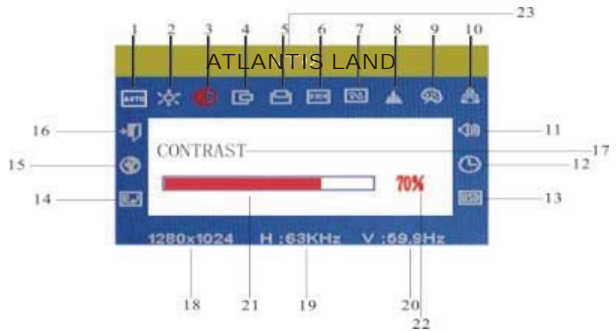 23
1 2 3 4 5 6 7 8 9 10
ATLANTIS LAND
AUTO
16 11
CONTRAST 17
15 12
70%
14 OSD 13
1280x1024 H :63KHz V :59.9Hz
18 21 19 20
22